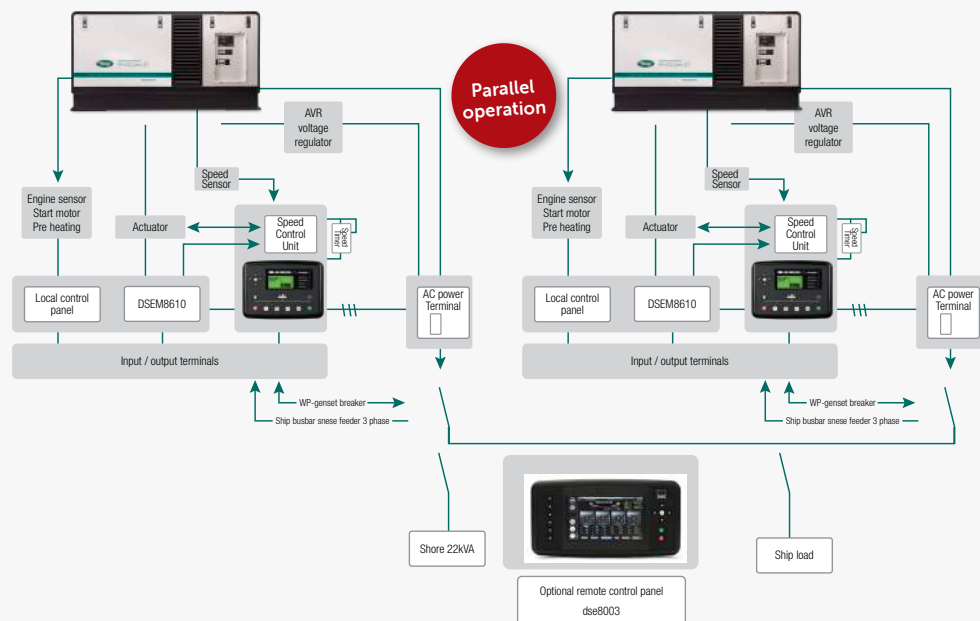 Parallel
operation
AVR
voltage
regulator
Speed
Sensor
Engine sensor
Start motor
Pre heating
Actuator
Speed
Control
Unit
Speed
Timer
Local control
panel
DSEM8610
AC power
Terminal
Input / output terminals
WP-genset breaker
Ship busbar snese feeder 3 phase
AVR
voltage
regulator
Speed
Sensor
Engine sensor
Start motor
Pre heating
Actuator
Speed
Control
Unit
Speed
Timer
Local control
panel
DSEM8610
AC power
Terminal
Input / output terminals
WP-genset breaker
Ship busbar snese feeder 3 phase
Shore 22kVA
Ship load
Optional remote control panel
dse8003